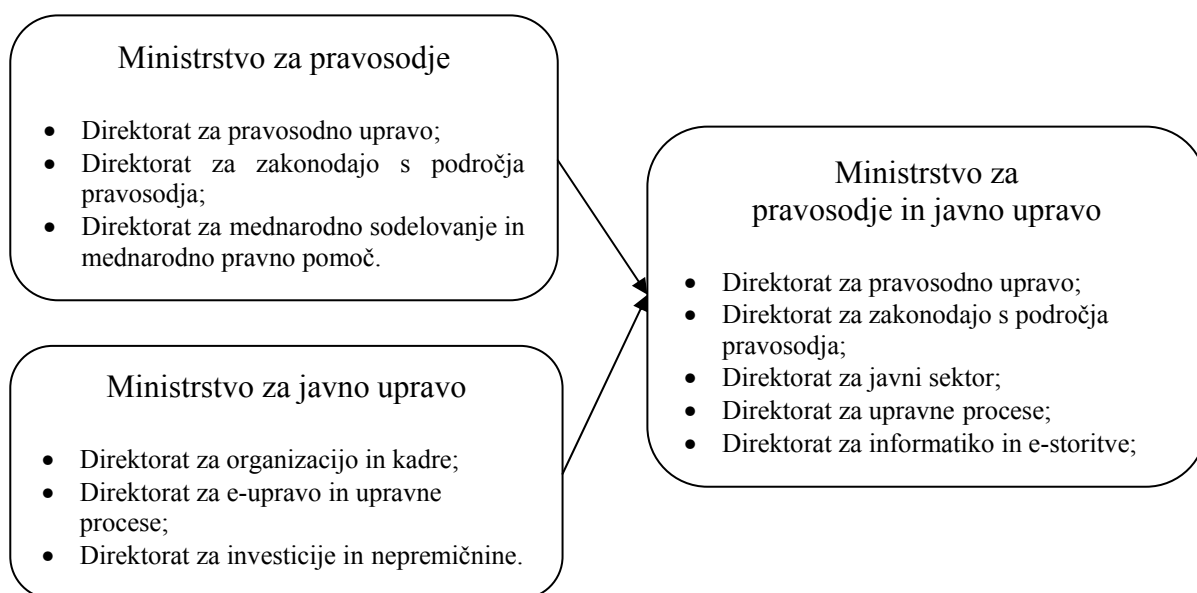 Ministrstvo za pravosodje
• Direktorat za pravosodno upravo;
• Direktorat za zakonodajo s področja
pravosodja;
• Direktorat za mednarodno sodelovanje in
mednarodno pravno pomoč.
Ministrstvo za javno upravo
• Direktorat za organizacijo in kadre;
• Direktorat za e-upravo in upravne
procese;
• Direktorat za investicije in nepremičnine.
Ministrstvo za
pravosodje in javno upravo
• Direktorat za pravosodno upravo;
• Direktorat za zakonodajo s področja
pravosodja;
• Direktorat za javni sektor;
• Direktorat za upravne procese;
• Direktorat za informatiko in e-storitve;